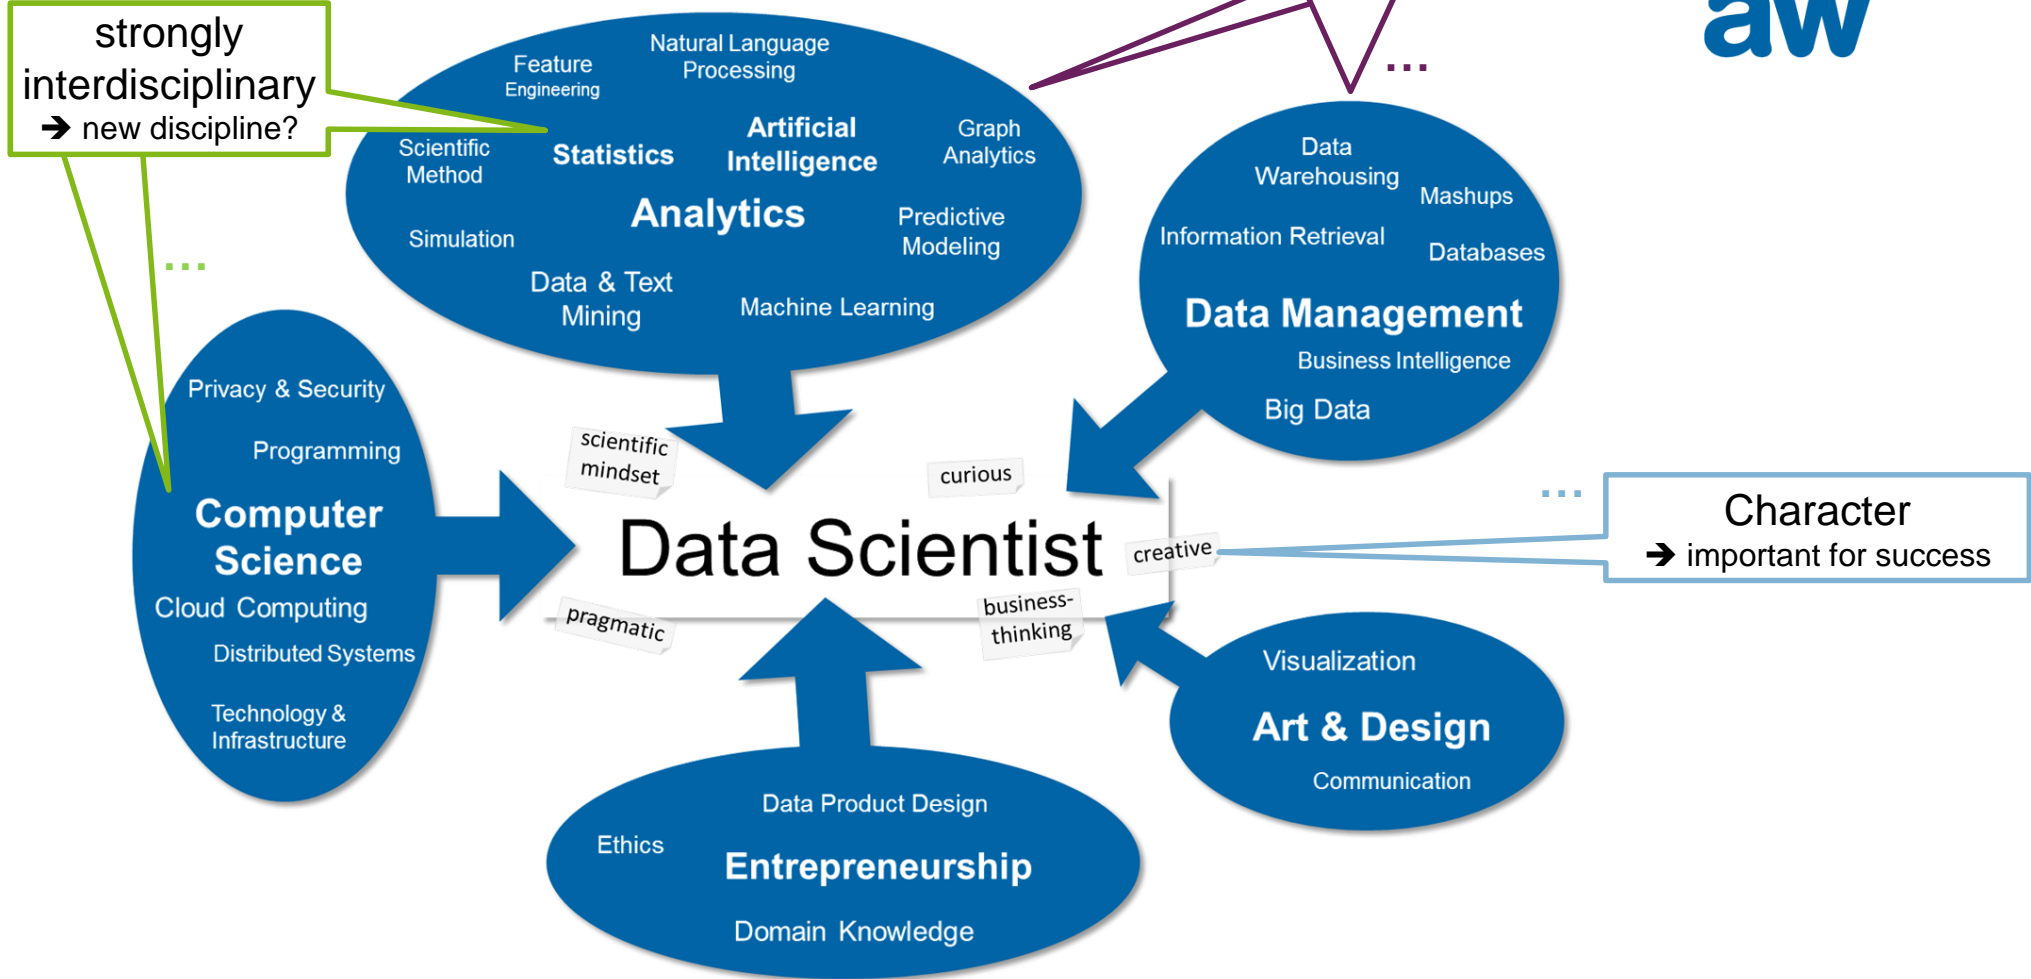 strongly
interdisciplinary
➔ new discipline?
aw
...
Natural Language
Processing
Feature
Engineering
Artificial
Intelligence
Graph
Analytics
Scientific
Method
Statistics
Analytics
Predictive
Modeling
Simulation
Data & Text
Mining
Machine Learning
Data
Warehousing
Mashups
Information Retrieval
Databases
Data Management
Business Intelligence
Big Data
...
Privacy & Security
Programming
Computer
Science
Cloud Computing
Distributed Systems
Technology &
Infrastructure
scientific
mindset
curious
Data Scientist
creative
pragmatic
business-
thinking
...
Character
➔ important for success
Visualization
Art & Design
Communication
Data Product Design
Ethics
Entrepreneurship
Domain Knowledge